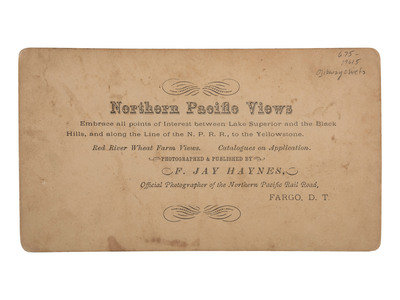 675-
1965
Northern Pacific Views
Embrace all points of Interest between Lake Superior and the Black
Hills, and along the Line of the N. P. R. R., to the Yellowstone.
Red River Wheat Farm Views. Catalogues on Application.
PHOTOGRAPHED & PUBLISHED BY
F. JAY HAYNES,
Official Photographer of the Northern Pacific Rail Road,
FARGO, D. T.